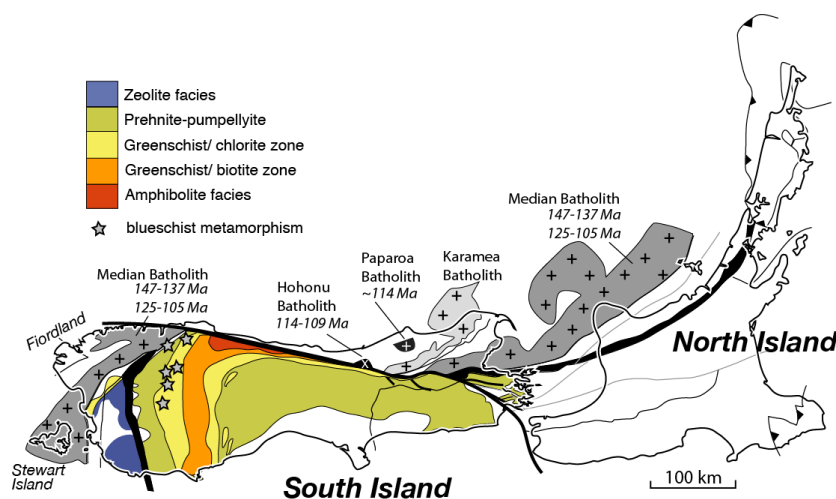 Zeolite facies
Prehnite-pumpellyite
Greenschist/ chlorite zone
Greenschist/ biotite zone
Amphibolite facies
blueschist metamorphism
Median Batholith
147-137 Ma
125-105 Ma
Fiordland
Stewart
Island
Hohonu
Batholith
114-109 Ma
Paparoa
Batholith
~114 Ma
Karamea
Batholith
Median Batholith
147-137 Ma
125-105 Ma
North Island
South Island
100 km